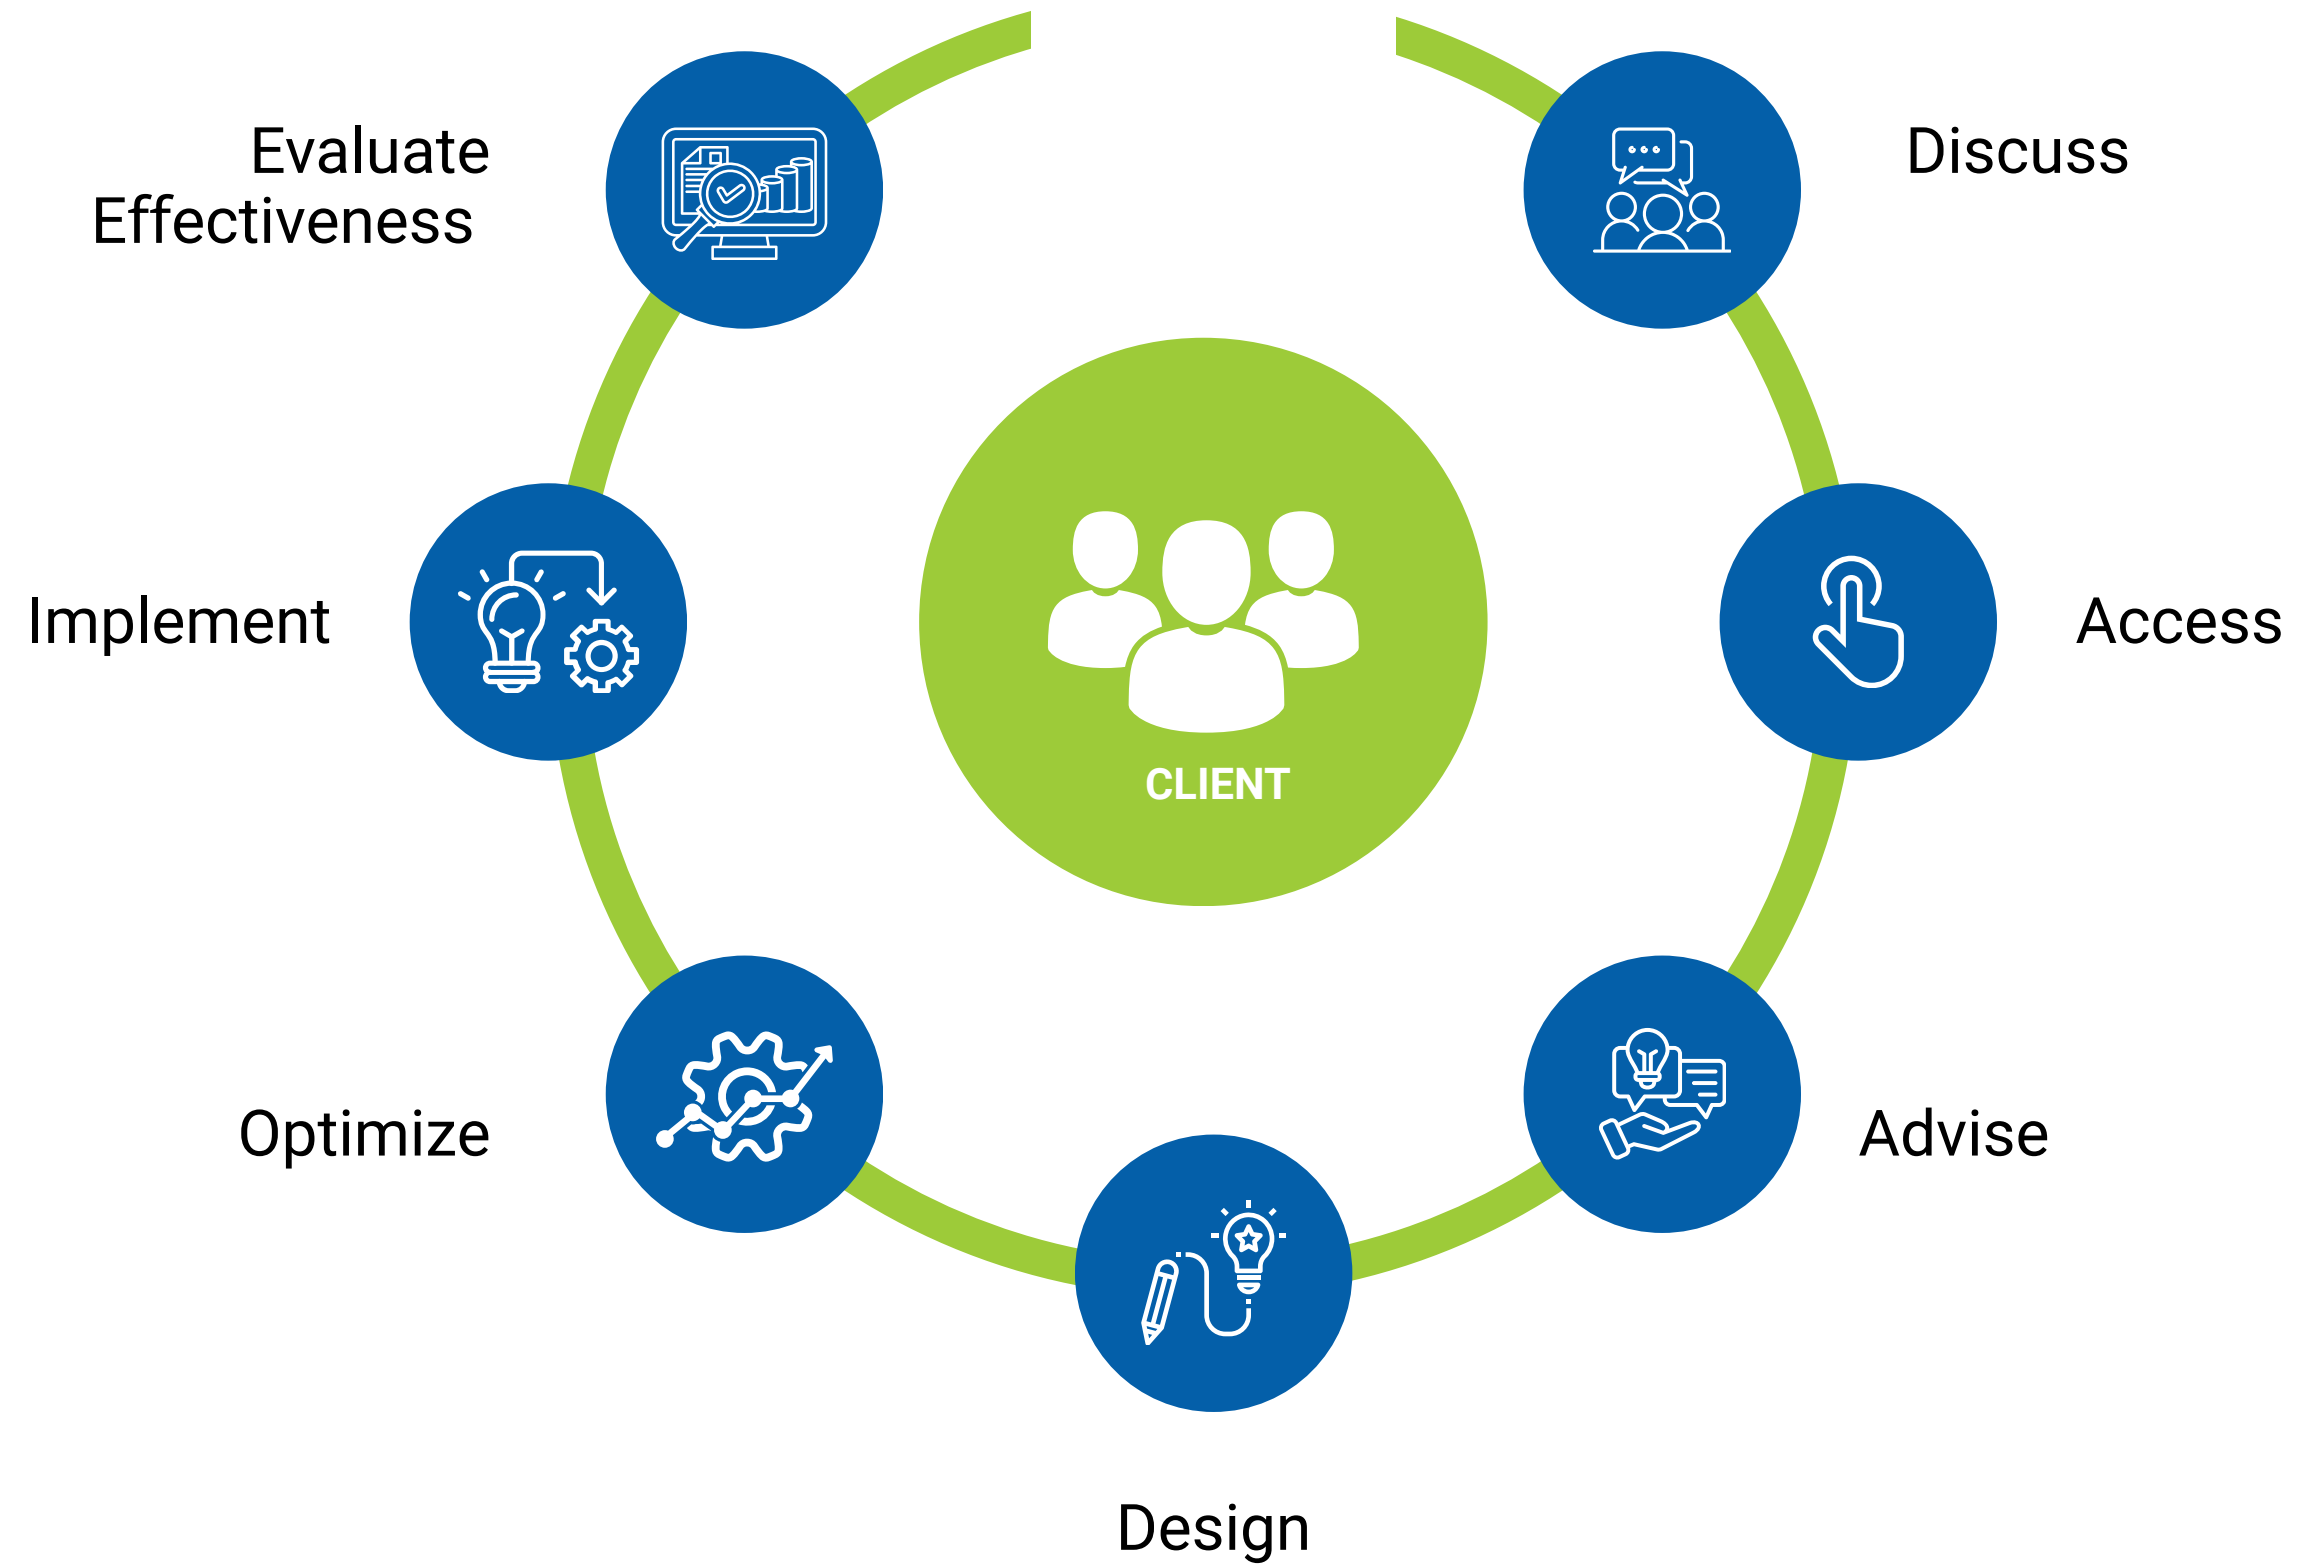 Evaluate
Effectiveness
Discuss
Implement
Access
CLIENT
Optimize
Advise
Design